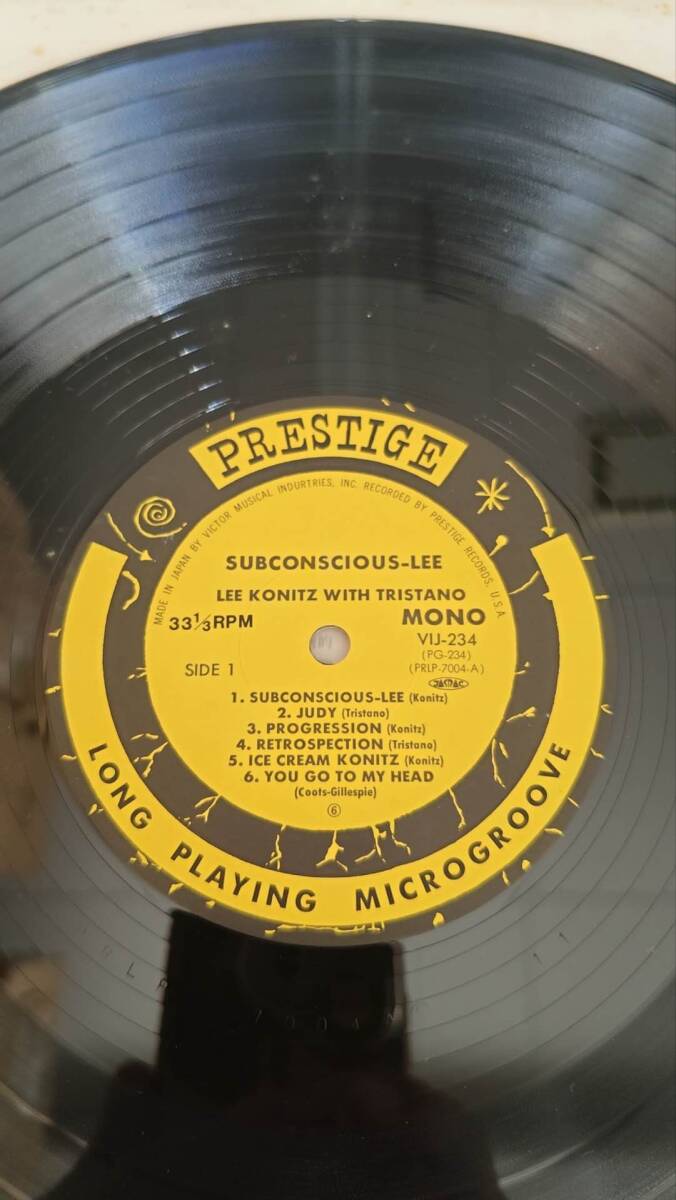 PRESTIGE
MADE IN JAPAN BY VICTOR MUSICAL INDURTRIES, INC. RECORDED BY PRESTIGE RECORDS, U.S.A.
SUBCONSCIOUS-LEE
LEE KONITZ WITH TRISTANO
33⅓RPM
MONO
VIJ-234
(PG-234)
SIDE 1
(PRLP-7004-A)
JASRAC
1. SUBCONSCIOUS-LEE (Konitz)
2. JUDY (Tristano)
3. PROGRESSION (Konitz)
4. RETROSPECTION (Tristano)
5. ICE CREAM KONITZ (Konitz)
6. YOU GO TO MY HEAD
(Coots-Gillespie)
⑥
LONG PLAYING MICROGROOVE